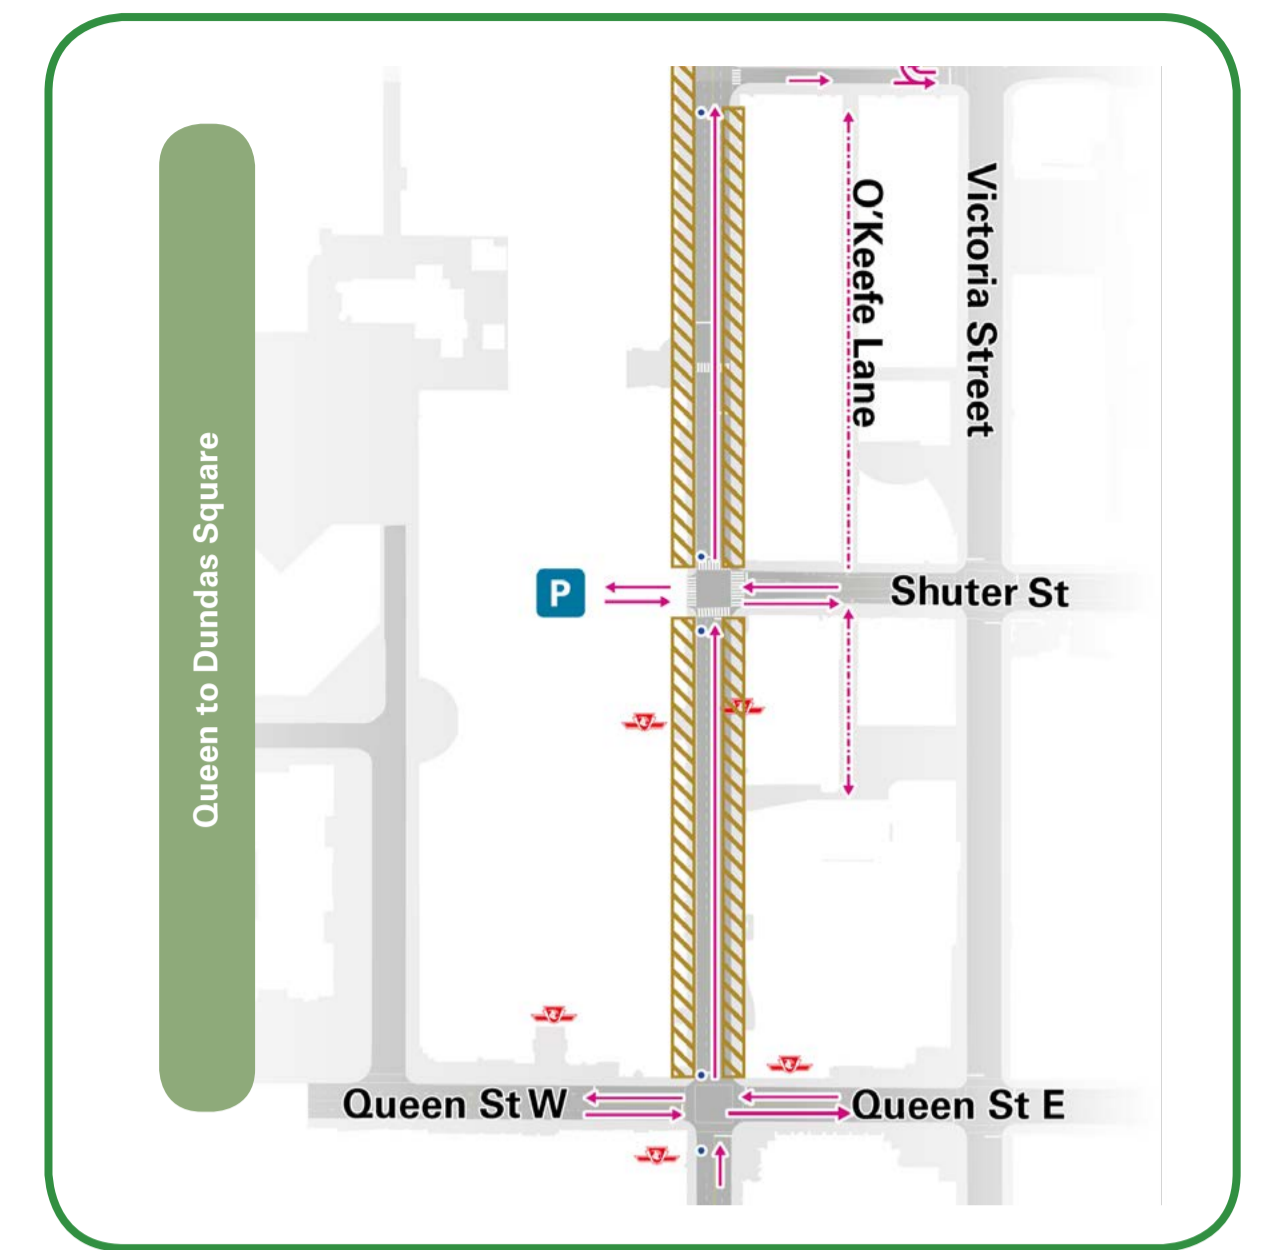 Queen to Dundas Square
O'Keefe Lane
Victoria Street
P
Shuter St
Queen St W
Queen St E